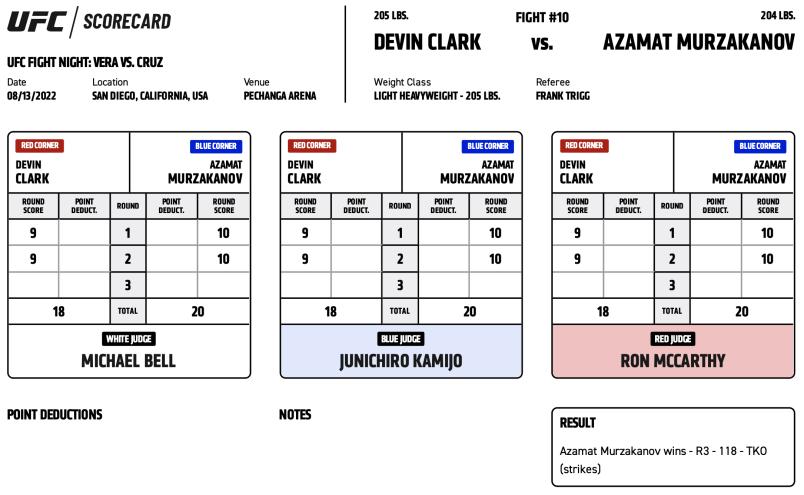 UFC / SCORECARD
UFC FIGHT NIGHT: VERA VS. CRUZ
Date Location Venue
08/13/2022 SAN DIEGO, CALIFORNIA, USA PECHANGA ARENA
205 LBS. FIGHT #10 204 LBS.
DEVIN CLARK vs. AZAMAT MURZAKANOV
Weight Class Referee
LIGHT HEAVYWEIGHT - 205 LBS. FRANK TRIGG
RED CORNER BLUE CORNER
DEVIN AZAMAT
CLARK MURZAKANOV
ROUND POINT ROUND POINT ROUND
SCORE DEDUCT. DEDUCT. SCORE
9 1 10
9 2 10
3
18 TOTAL 20
WHITE JUDGE
MICHAEL BELL
RED CORNER BLUE CORNER
DEVIN AZAMAT
CLARK MURZAKANOV
ROUND POINT ROUND POINT ROUND
SCORE DEDUCT. DEDUCT. SCORE
9 1 10
9 2 10
3
18 TOTAL 20
BLUE JUDGE
JUNICHIRO KAMIJO
RED CORNER BLUE CORNER
DEVIN AZAMAT
CLARK MURZAKANOV
ROUND POINT ROUND POINT ROUND
SCORE DEDUCT. DEDUCT. SCORE
9 1 10
9 2 10
3
18 TOTAL 20
RED JUDGE
RON MCCARTHY
POINT DEDUCTIONS
NOTES
RESULT
Azamat Murzakanov wins - R3 - 118 - TKO
(strikes)